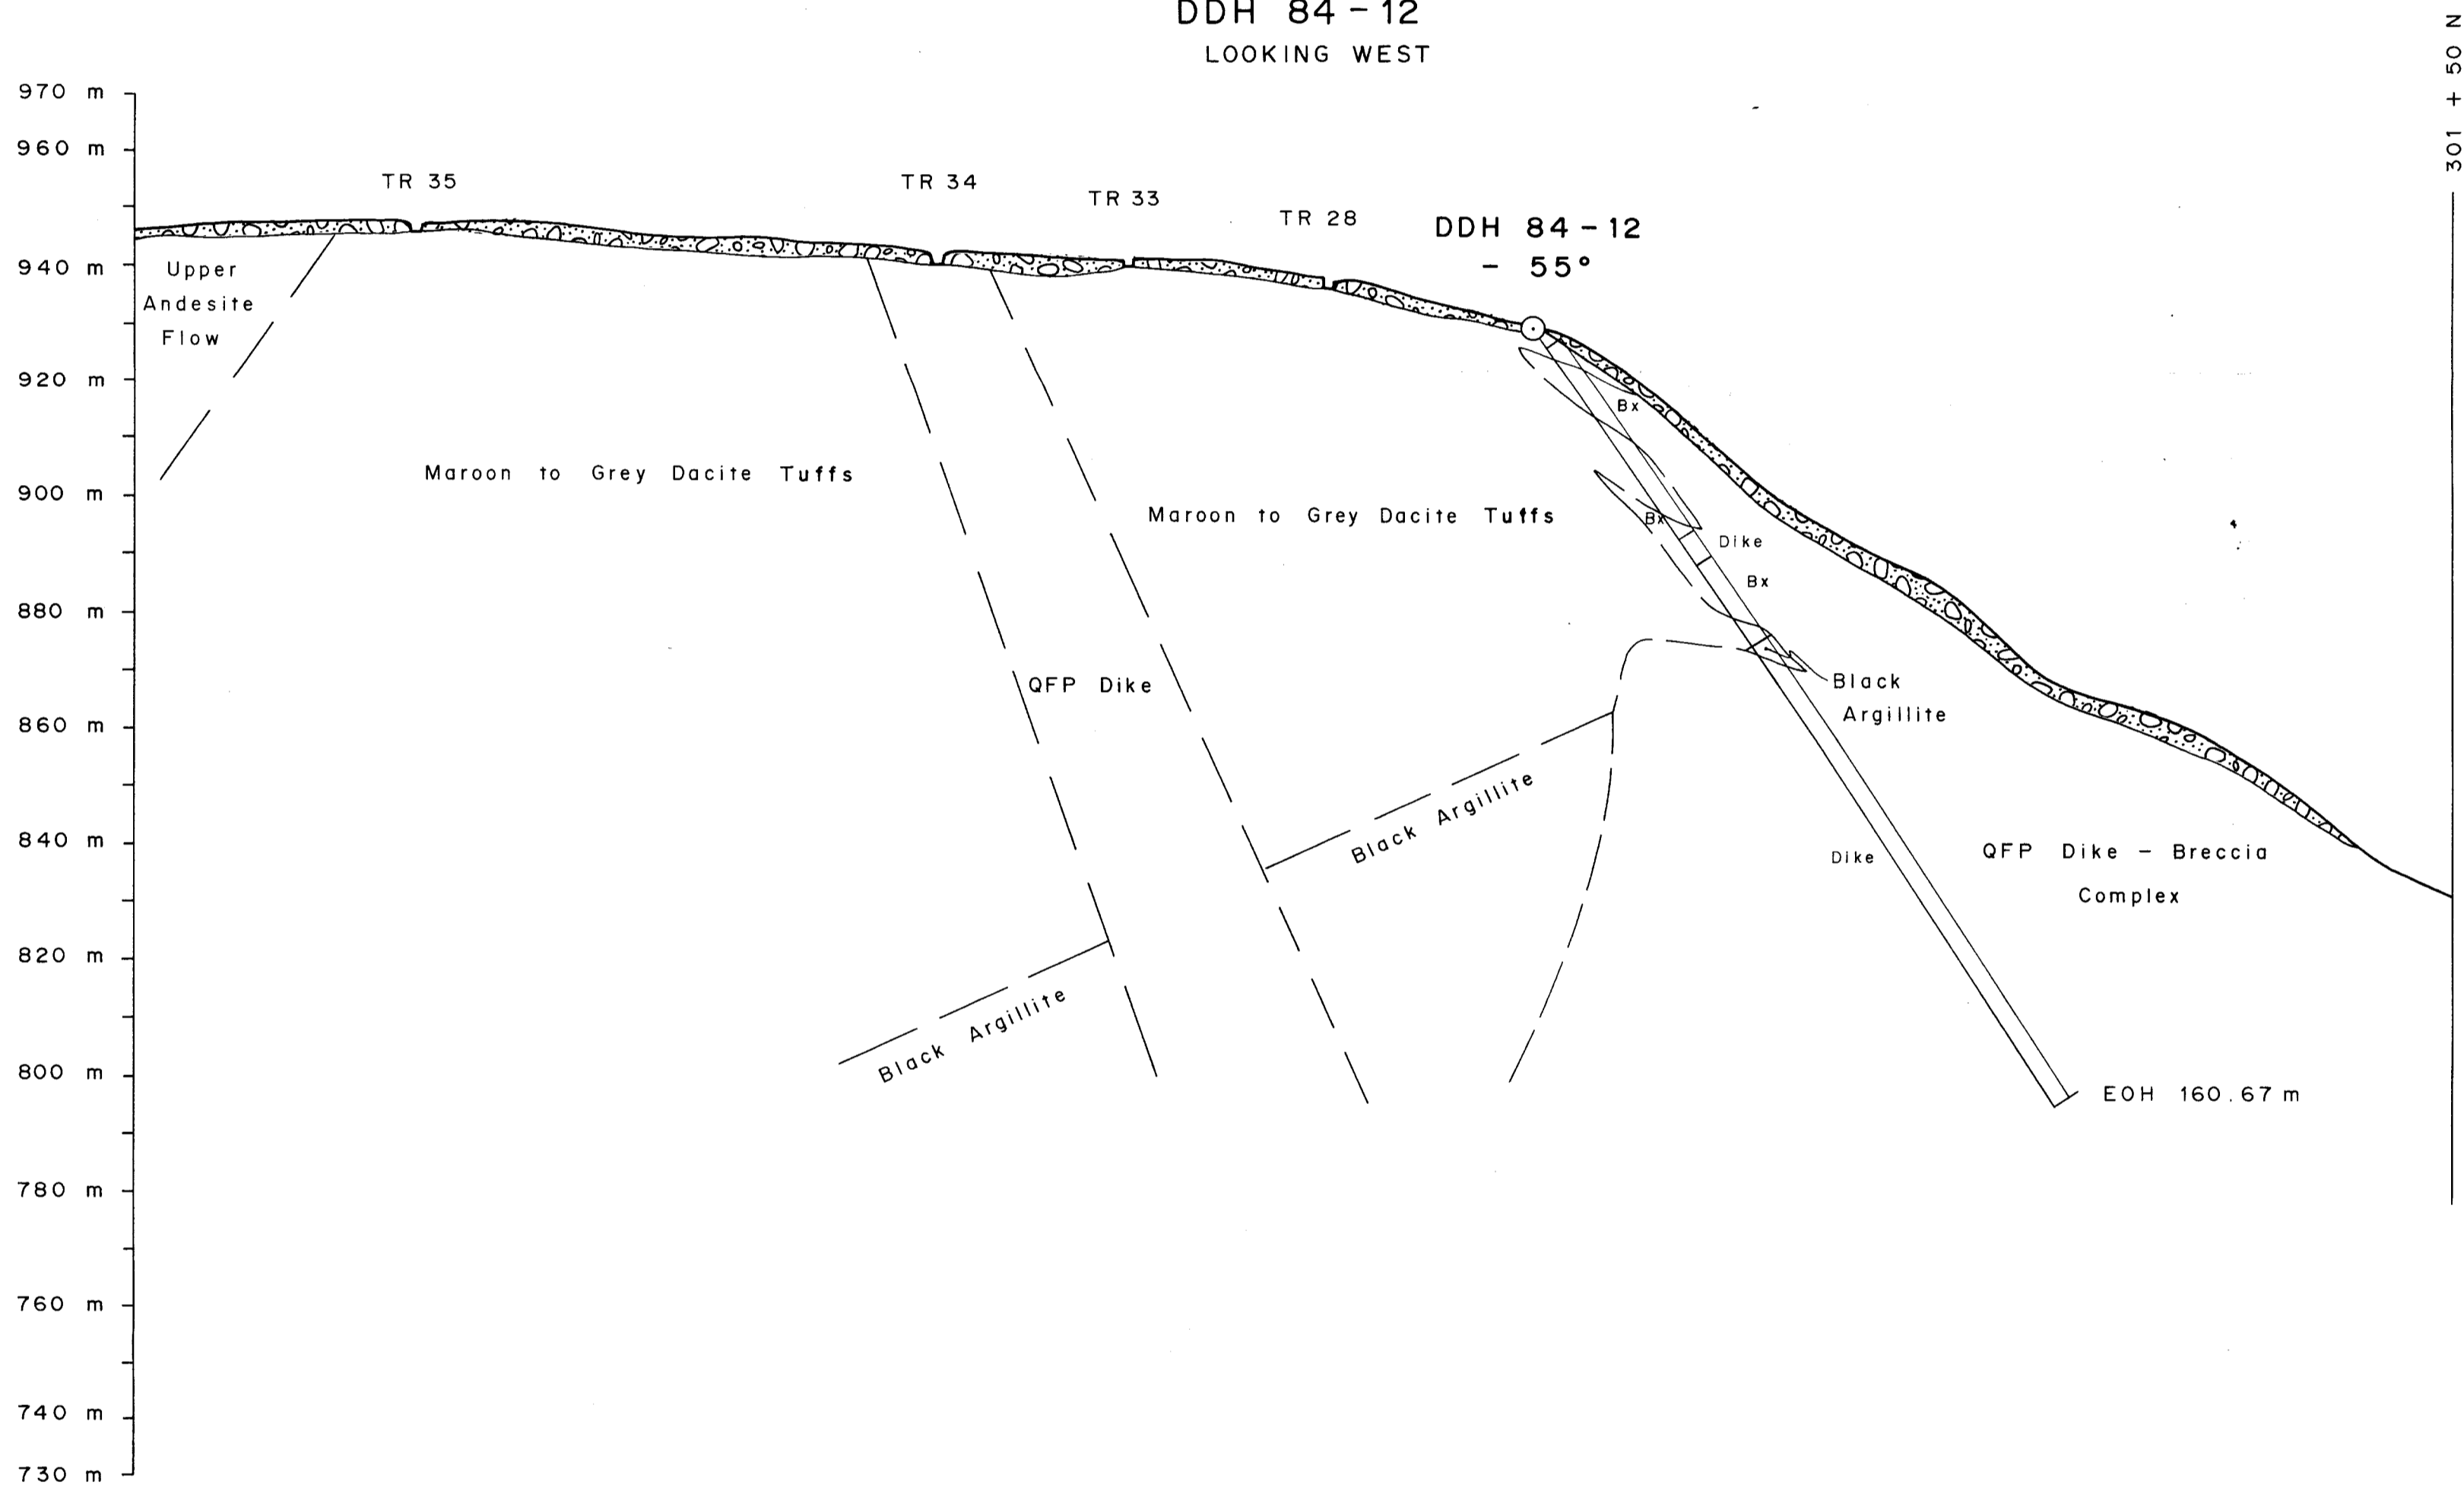 DDH 84 - 12
LOOKING WEST
301 + 50 N
970 m
960 m
940 m
920 m
900 m
880 m
860 m
840 m
820 m
800 m
780 m
760 m
740 m
730 m
TR 35
TR 34
TR 33
TR 28
DDH 84 - 12
- 55°
Upper
Andesite
Flow
Maroon to Grey Dacite Tuffs
Maroon to Grey Dacite Tuffs
Bx
Bx
Dike
Bx
QFP Dike
Black
Argillite
Black Argillite
Dike
QFP Dike - Breccia
Complex
Black Argillite
EOH 160.67 m